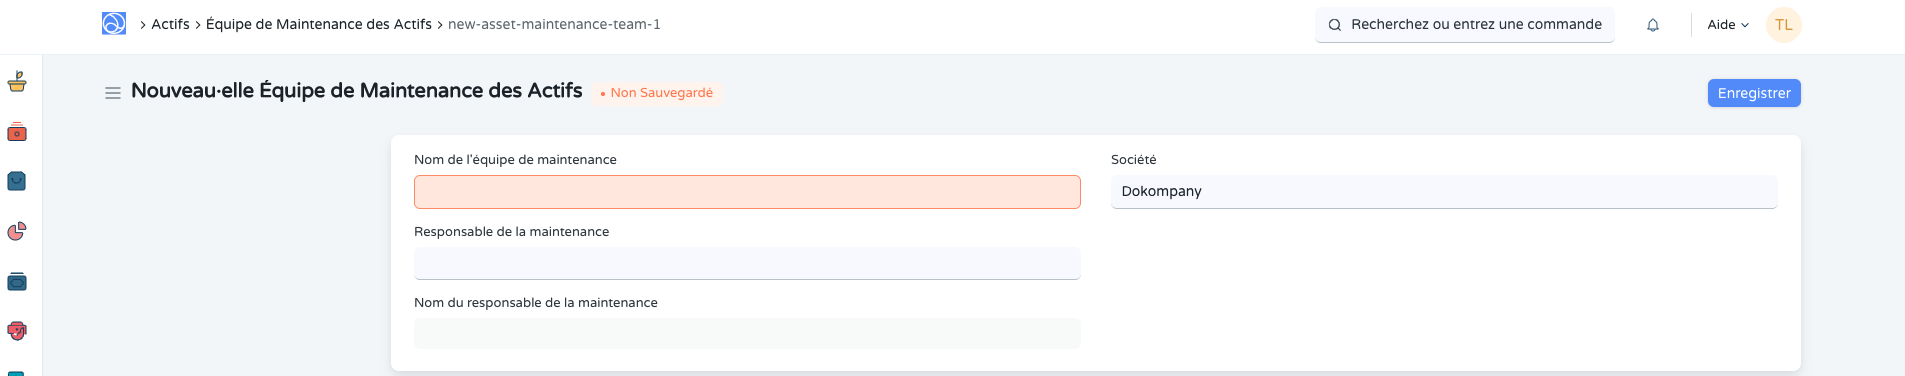 Actifs Équipe de Maintenance des Actifs new-asset-maintenance-team-1 Recherchez ou entrez une commande Aide TL
Nouveau·elle Équipe de Maintenance des Actifs Non Sauvegardé Enregistrer
Nom de l'équipe de maintenance Société
Dokompany
Responsable de la maintenance
Nom du responsable de la maintenance